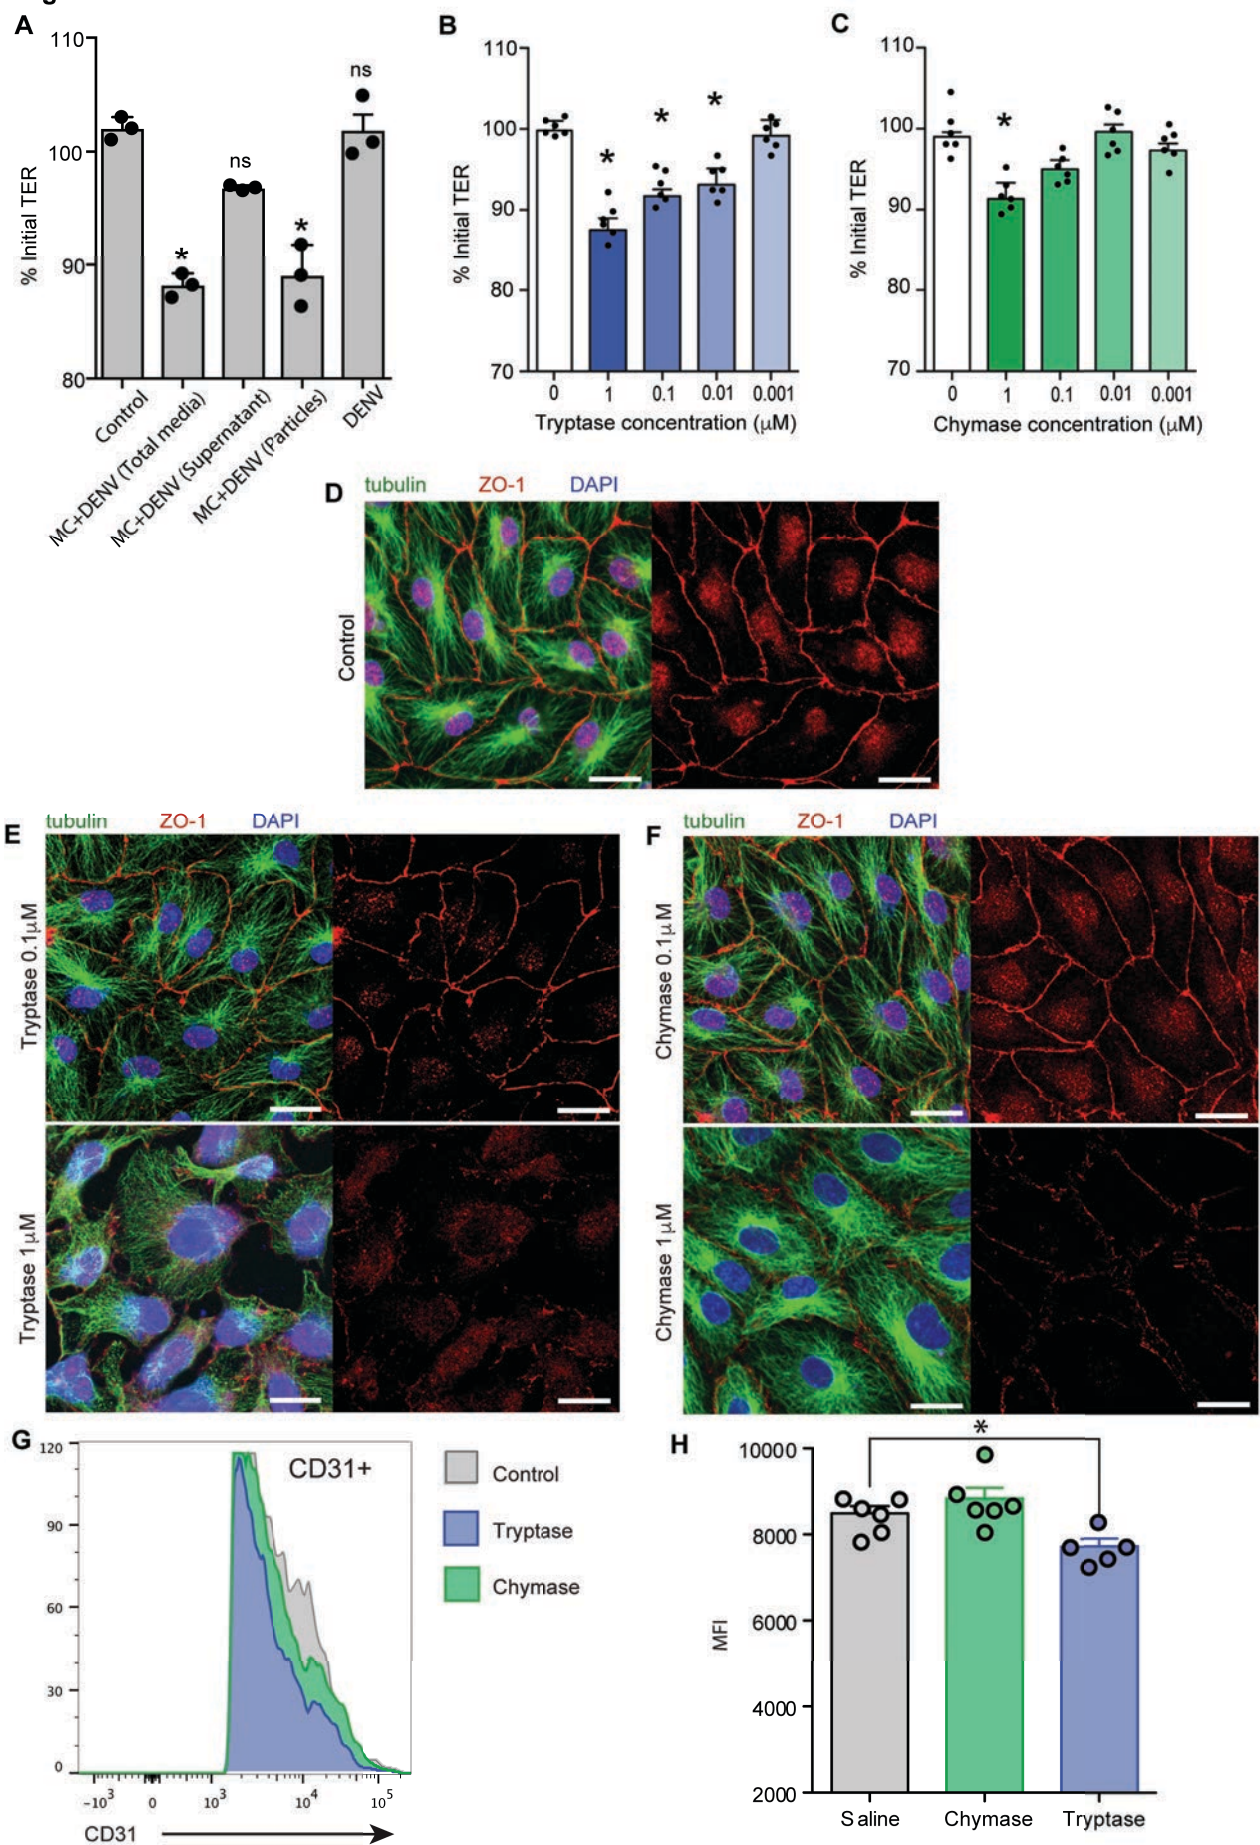 A
110
100
90
80
% Initial TER
ns
ns
*
*
Control
MC+DENV (Total media)
MC+DENV (Supernatant)
MC+DENV (Particles)
DENV
B
110
100
90
80
70
% Initial TER
*
*
*
0 1 0.1 0.01 0.001
Tryptase concentration (μM)
C
110
100
90
80
70
% Initial TER
*
0 1 0.1 0.01 0.001
Chymase concentration (μM)
D
tubulin ZO-1 DAPI
Control
E
tubulin ZO-1 DAPI
Tryptase 0.1μM
Tryptase 1μM
F
tubulin ZO-1 DAPI
Chymase 0.1μM
Chymase 1μM
G
120
90
60
30
0
CD31+
-10³ 0 10³ 10⁴ 10⁵
CD31
Control
Tryptase
Chymase
H
10000
8000
6000
4000
2000
MFI
*
Saline Chymase Tryptase